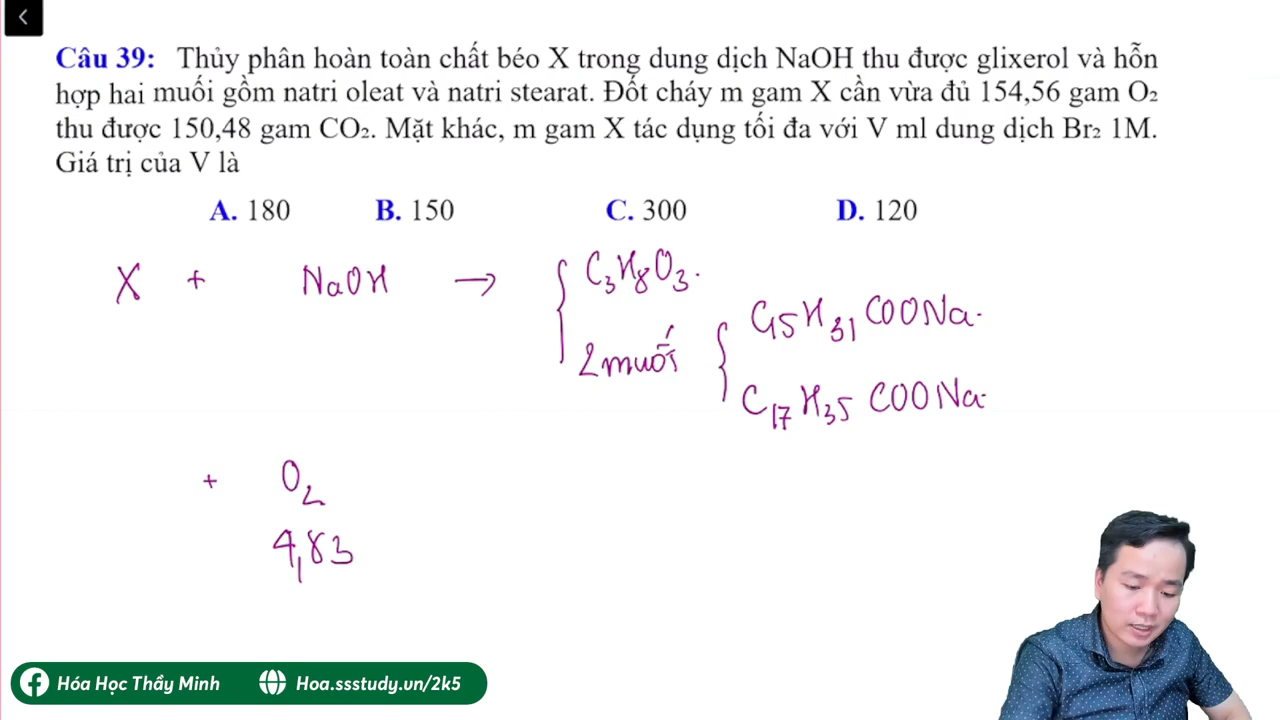 Câu 39: Thủy phân hoàn toàn chất béo X trong dung dịch NaOH thu được glixerol và hỗn
hợp hai muối gồm natri oleat và natri stearat. Đốt cháy m gam X cần vừa đủ 154,56 gam O₂
thu được 150,48 gam CO₂. Mặt khác, m gam X tác dụng tối đa với V ml dung dịch Br₂ 1M.
Giá trị của V là
A. 180 B. 150 C. 300 D. 120
X + NaOH → { C₃H₈O₃.
2 muối { C₁₅H₃₁COONa.
C₁₇H₃₅COONa.
+ O₂
4,83
Hóa Học Thầy Minh Hoa.ssstudy.vn/2k5